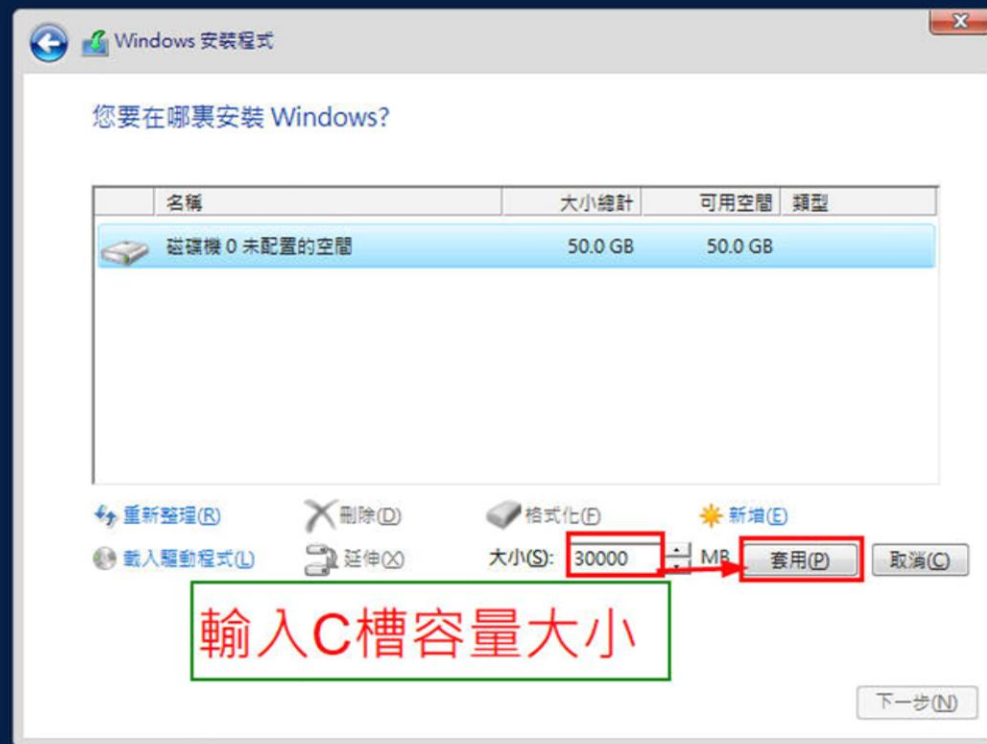 Windows 安裝程式
您要在哪裏安裝 Windows?
名稱 大小總計 可用空間 類型
磁碟機 0 未配置的空間 50.0 GB 50.0 GB
重新整理(R) 刪除(D) 格式化(F) 新增(E)
載入驅動程式(L) 延伸(X) 大小(S): 30000 MB 套用(P) 取消(C)
輸入C槽容量大小
下一步(N)